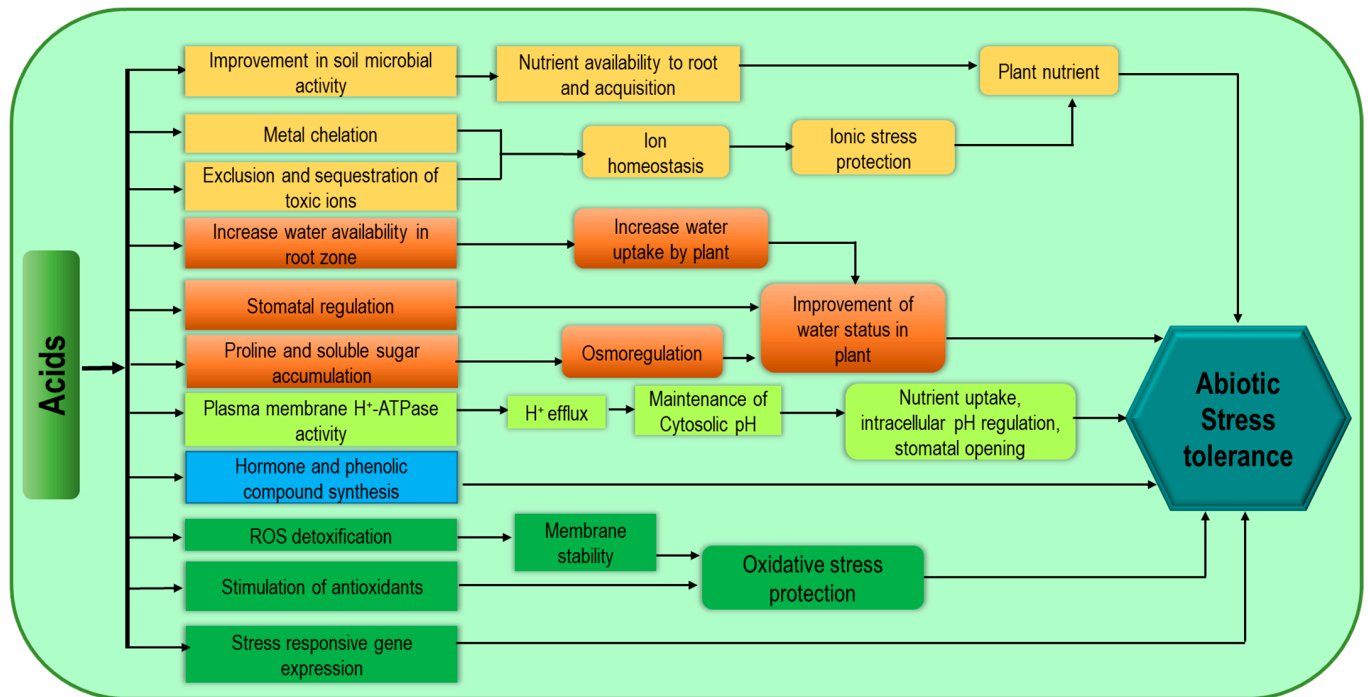 Acids
Improvement in soil microbial
activity
Nutrient availability to root
and acquisition
Plant nutrient
Metal chelation
Ion
homeostasis
Ionic stress
protection
Exclusion and sequestration of
toxic ions
Increase water availability in
root zone
Increase water
uptake by plant
Stomatal regulation
Improvement of
water status in
plant
Proline and soluble sugar
accumulation
Osmoregulation
Plasma membrane H⁺-ATPase
activity
H⁺ efflux
Maintenance of
Cytosolic pH
Nutrient uptake,
intracellular pH regulation,
stomatal opening
Abiotic
Stress
tolerance
Hormone and phenolic
compound synthesis
ROS detoxification
Membrane
stability
Oxidative stress
protection
Stimulation of antioxidants
Stress responsive gene
expression